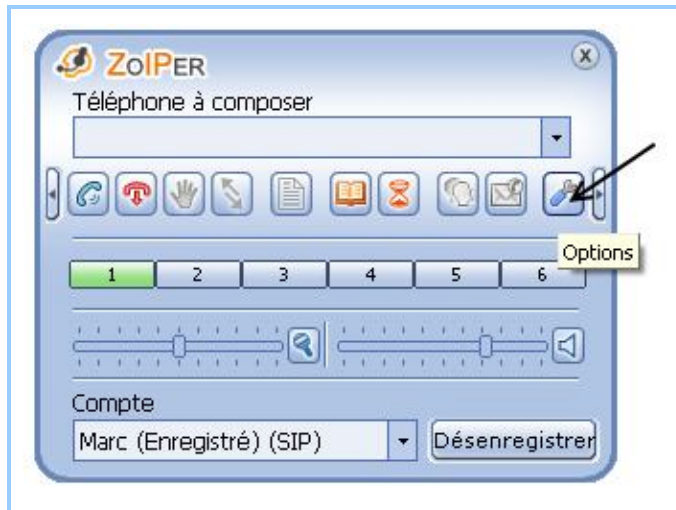 ZoIPER
Téléphone à composer
Options
1 2 3 4 5 6
Compte
Marc (Enregistré) (SIP)
Désenregistrer